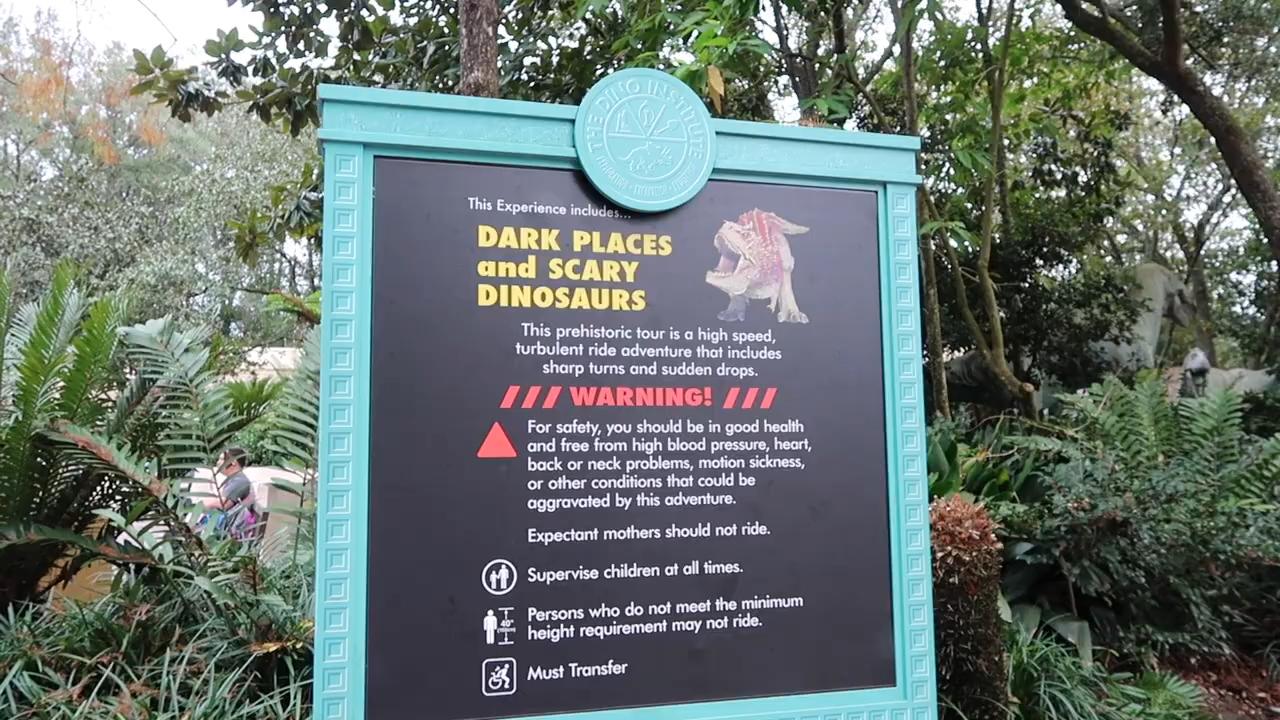 THE DINO INSTITUTE
This Experience includes...
DARK PLACES
and SCARY
DINOSAURS
This prehistoric tour is a high speed,
turbulent ride adventure that includes
sharp turns and sudden drops.
WARNING!
For safety, you should be in good health
and free from high blood pressure, heart,
back or neck problems, motion sickness,
or other conditions that could be
aggravated by this adventure.
Expectant mothers should not ride.
Supervise children at all times.
40"
Persons who do not meet the minimum
height requirement may not ride.
Must Transfer